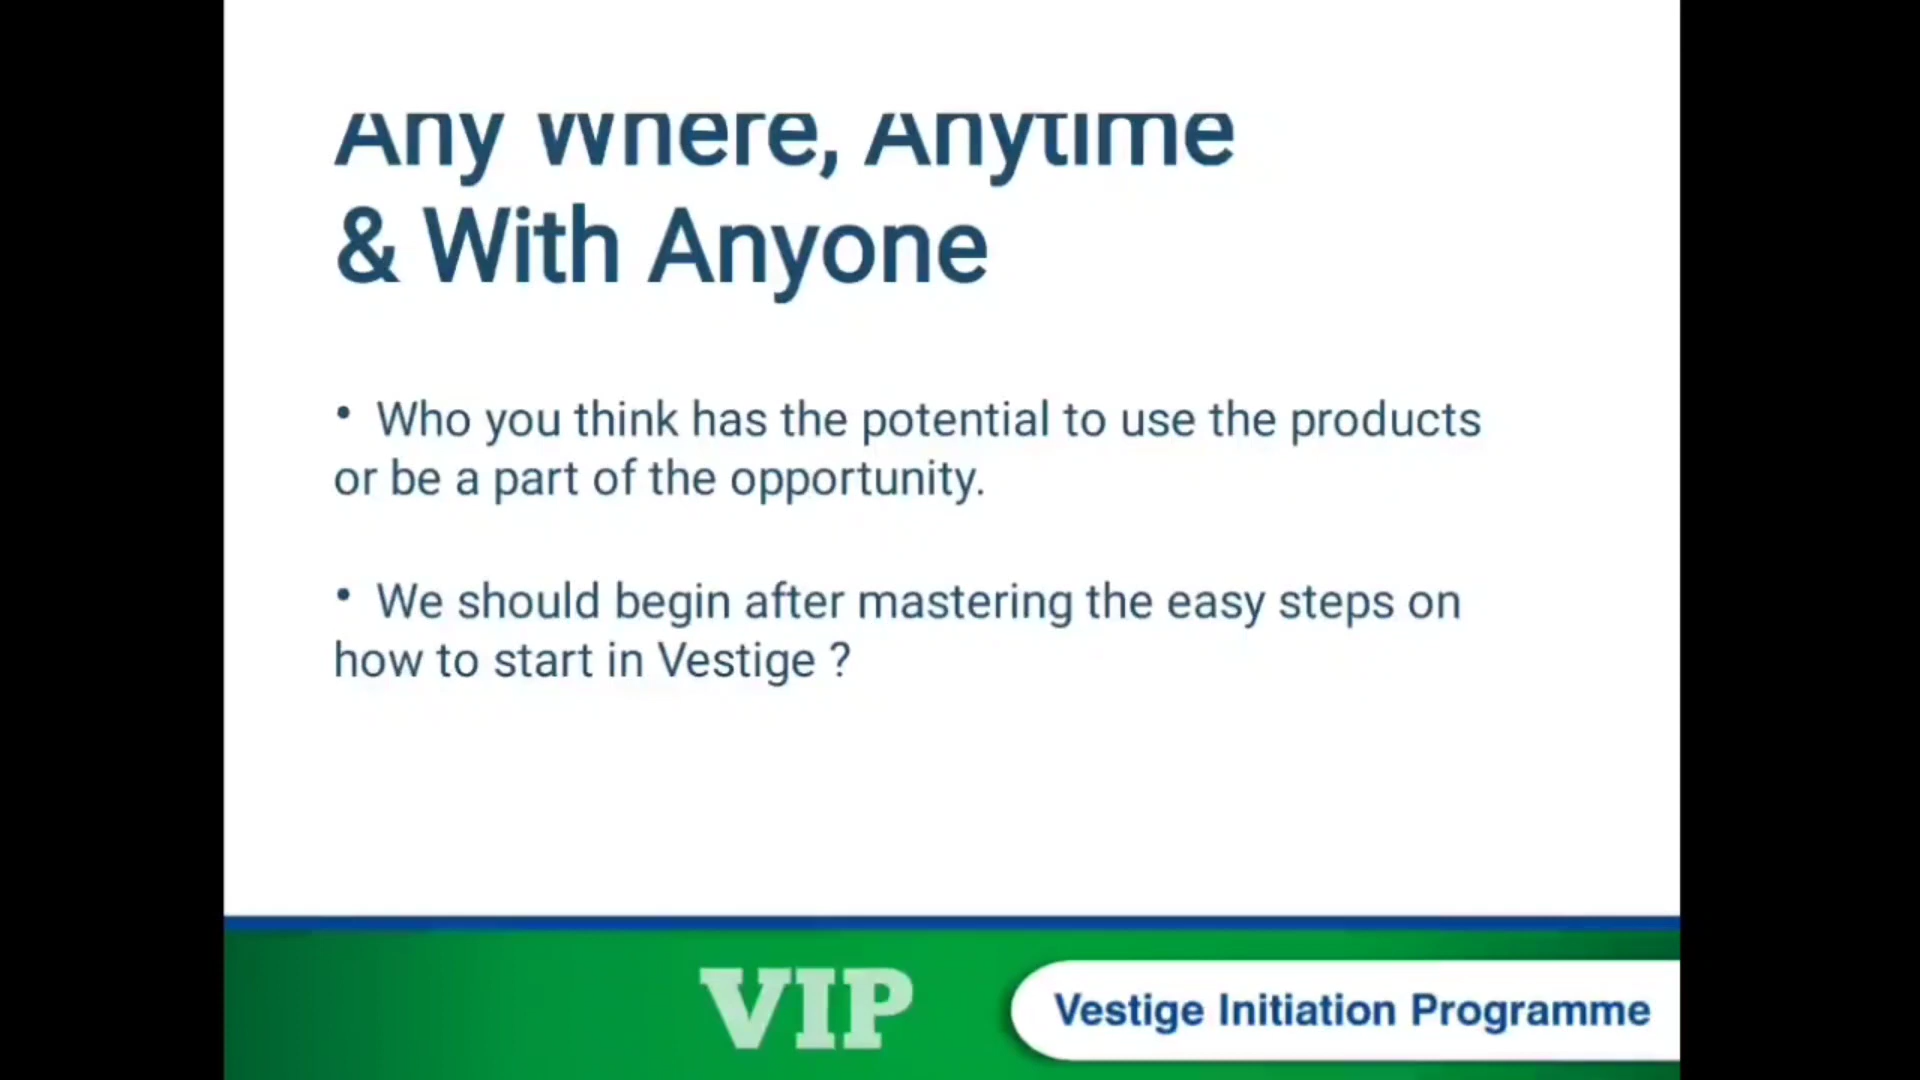 Any Where, Anytime
& With Anyone
• Who you think has the potential to use the products
or be a part of the opportunity.
• We should begin after mastering the easy steps on
how to start in Vestige ?
VIP
Vestige Initiation Programme